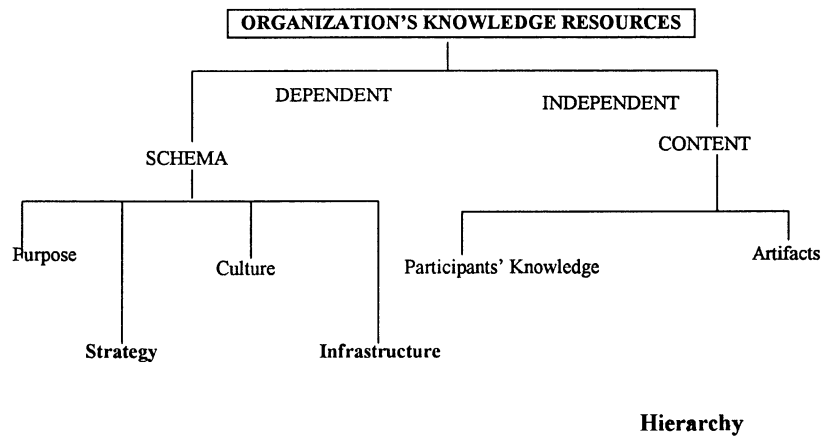 ORGANIZATION'S KNOWLEDGE RESOURCES
DEPENDENT
INDEPENDENT
SCHEMA
CONTENT
Purpose
Culture
Participants' Knowledge
Artifacts
Strategy
Infrastructure
Hierarchy